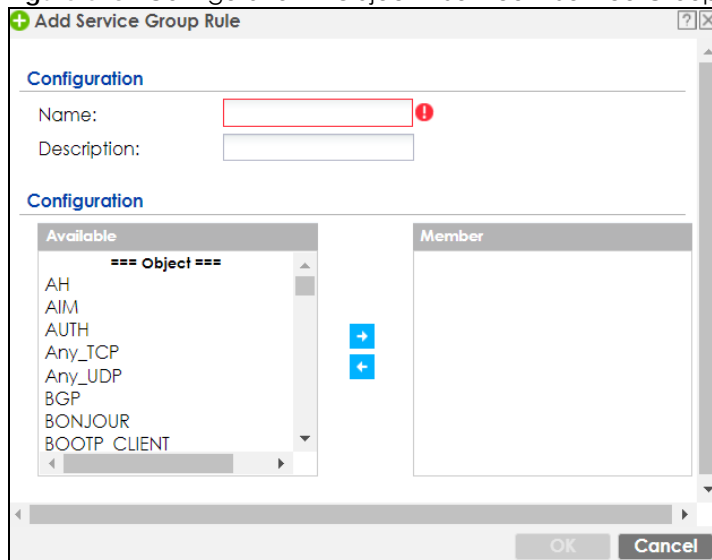 Add Service Group Rule
Configuration
Name:
Description:
Configuration
Available
Member
=== Object ===
AH
AIM
AUTH
Any_TCP
Any_UDP
BGP
BONJOUR
BOOTP_CLIENT
OK
Cancel